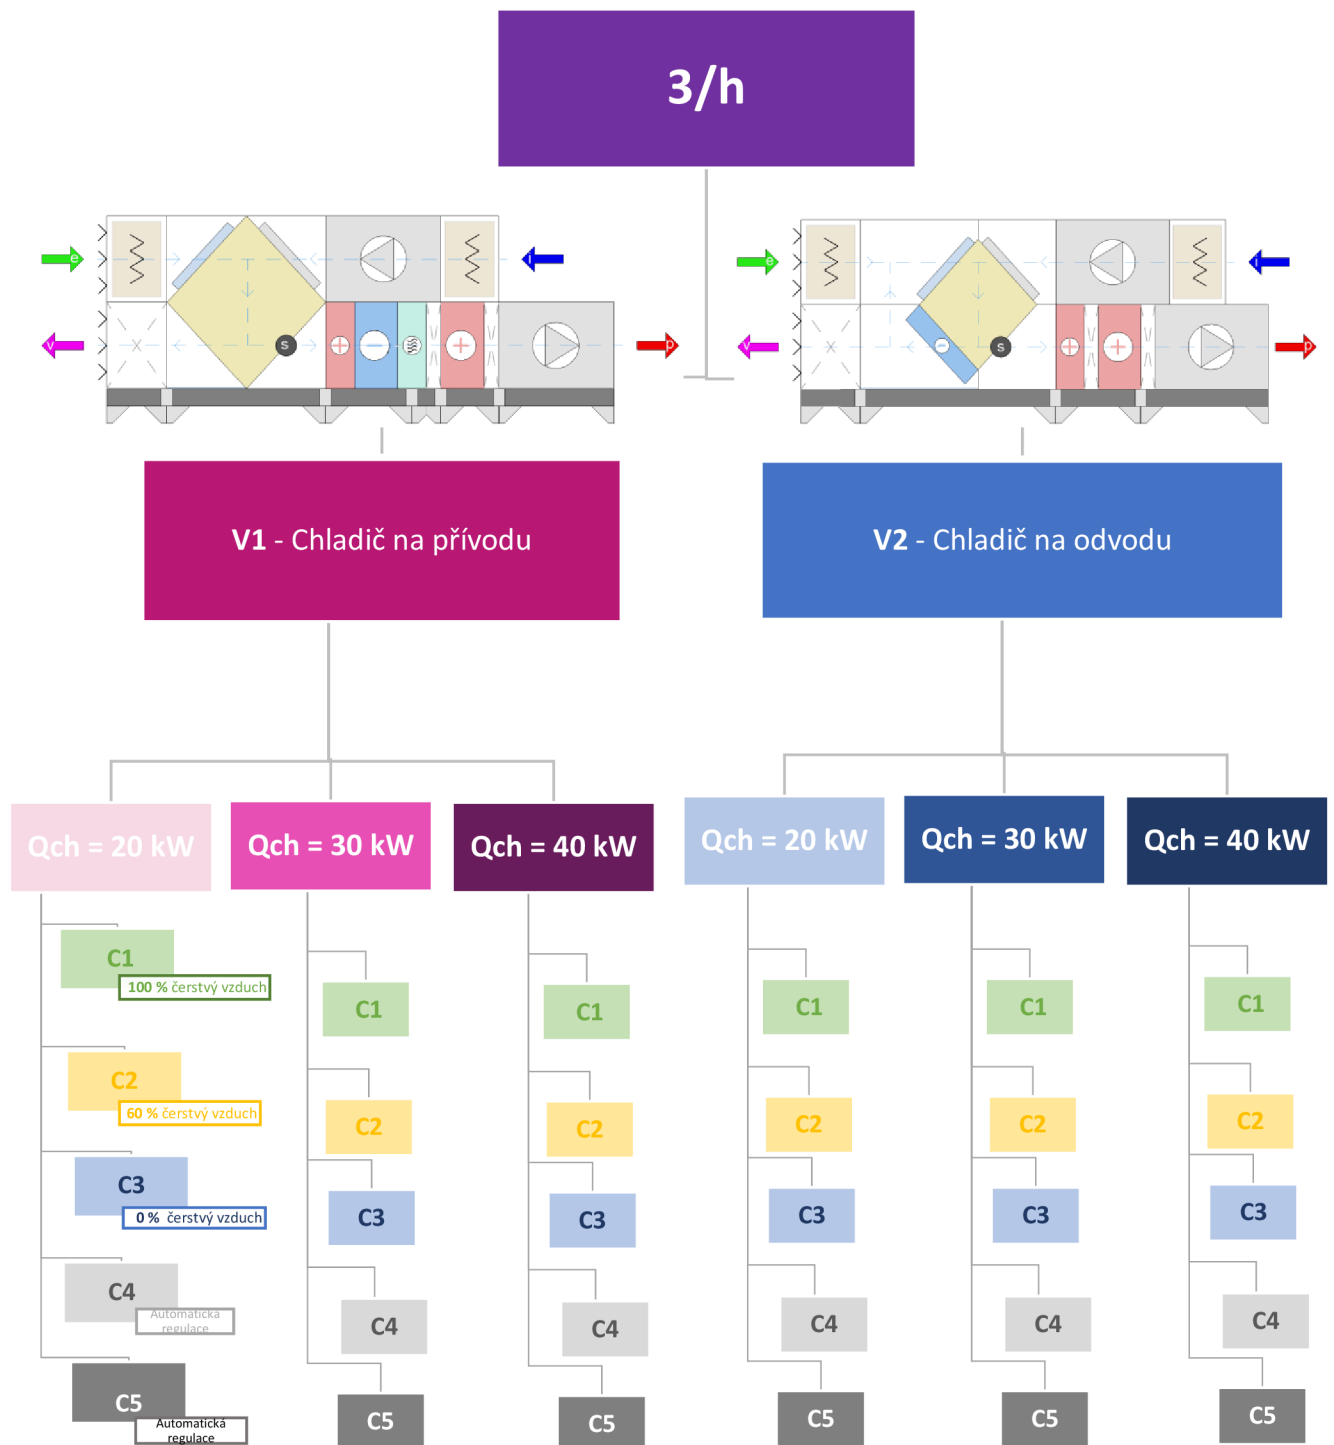 3/h
e
i
v
s
p
e
i
v
s
p
V1 - Chladič na přívodu
V2 - Chladič na odvodu
Qch = 20 kW
Qch = 30 kW
Qch = 40 kW
Qch = 20 kW
Qch = 30 kW
Qch = 40 kW
C1
100 % čerstvý vzduch
C2
60 % čerstvý vzduch
C3
0 % čerstvý vzduch
C4
Automatická
regulace
C5
Automatická
regulace
C1
C2
C3
C4
C5
C1
C2
C3
C4
C5
C1
C2
C3
C4
C5
C1
C2
C3
C4
C5
C1
C2
C3
C4
C5